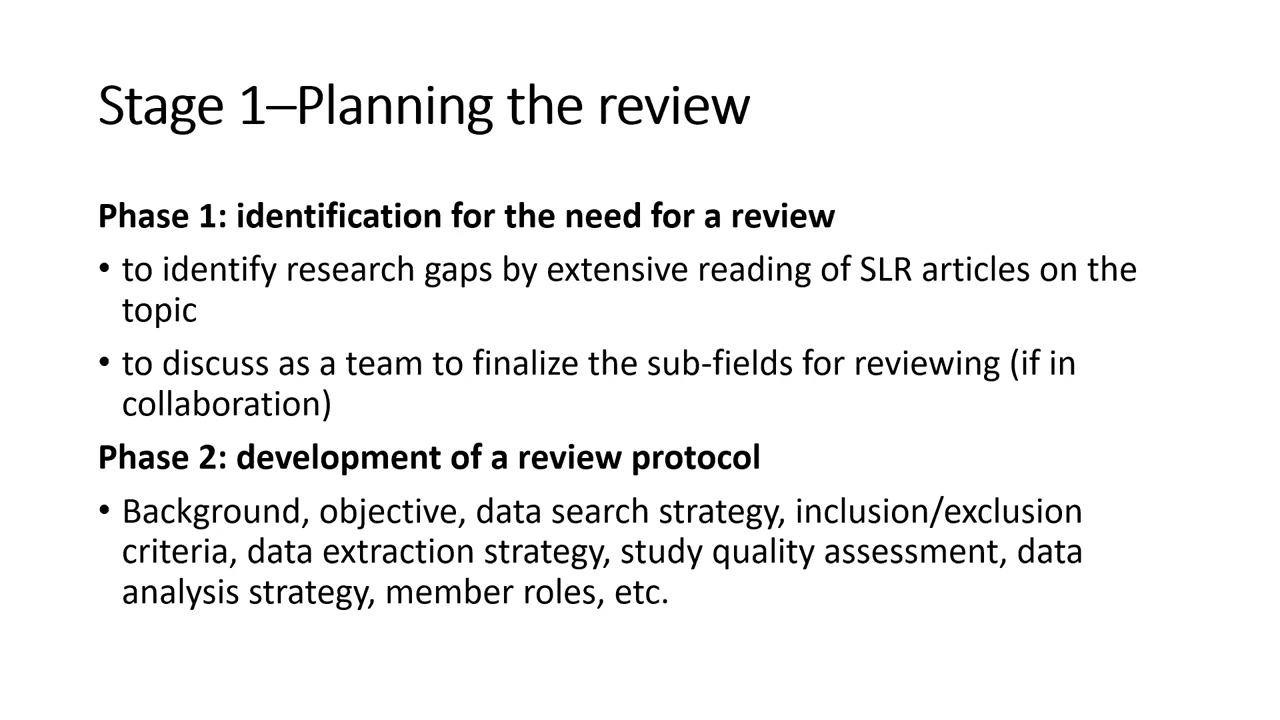 Stage 1–Planning the review
Phase 1: identification for the need for a review
• to identify research gaps by extensive reading of SLR articles on the
topic
• to discuss as a team to finalize the sub-fields for reviewing (if in
collaboration)
Phase 2: development of a review protocol
• Background, objective, data search strategy, inclusion/exclusion
criteria, data extraction strategy, study quality assessment, data
analysis strategy, member roles, etc.